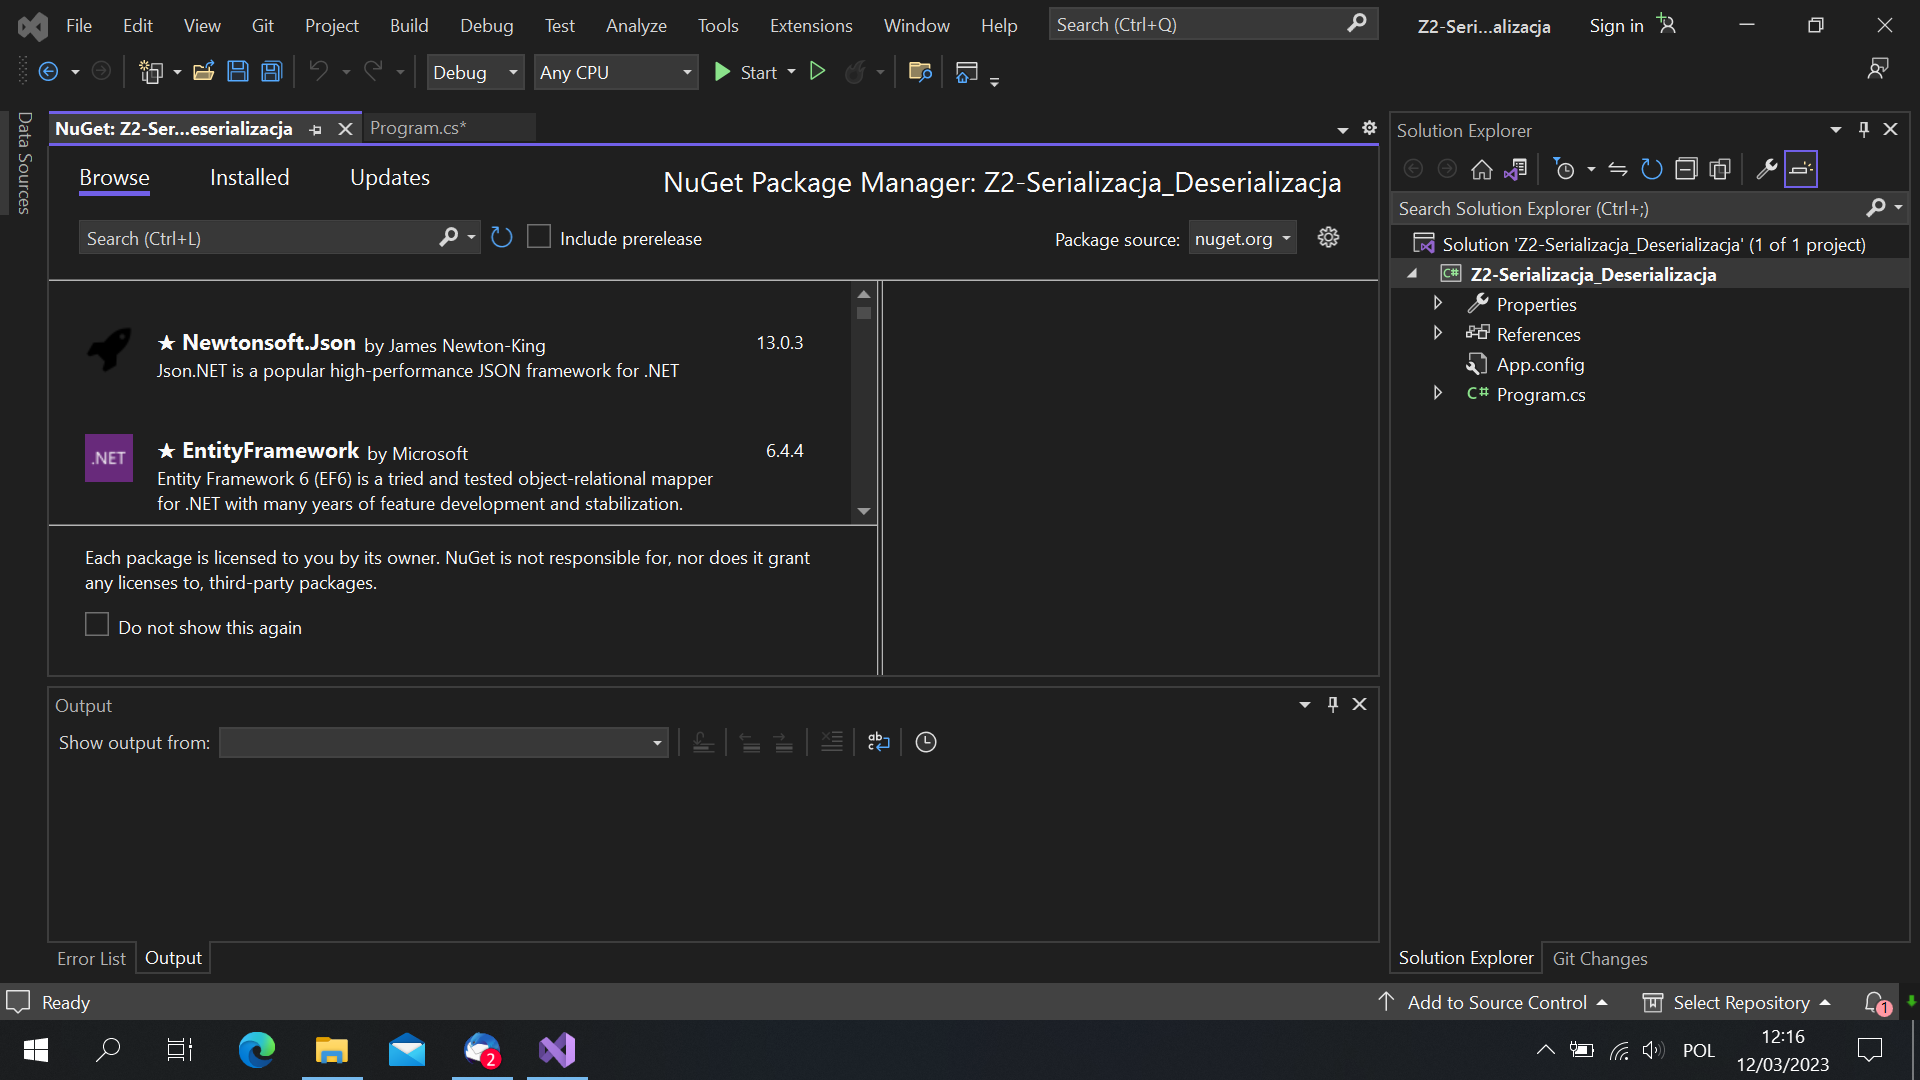 File Edit View Git Project Build Debug Test Analyze Tools Extensions Window Help Search (Ctrl+Q) Z2-Seri...alizacja Sign in
Debug Any CPU Start
Data Sources
NuGet: Z2-Ser...eserializacja Program.cs*
Browse Installed Updates NuGet Package Manager: Z2-Serializacja_Deserializacja
Search (Ctrl+L) Include prerelease Package source: nuget.org
Newtonsoft.Json by James Newton-King 13.0.3
Json.NET is a popular high-performance JSON framework for .NET
.NET
EntityFramework by Microsoft 6.4.4
Entity Framework 6 (EF6) is a tried and tested object-relational mapper
for .NET with many years of feature development and stabilization.
Each package is licensed to you by its owner. NuGet is not responsible for, nor does it grant
any licenses to, third-party packages.
Do not show this again
Output
Show output from:
Error List Output
Solution Explorer
Search Solution Explorer (Ctrl+;)
Solution 'Z2-Serializacja_Deserializacja' (1 of 1 project)
C# Z2-Serializacja_Deserializacja
Properties
References
App.config
C# Program.cs
Solution Explorer Git Changes
Ready Add to Source Control Select Repository 1
2 POL 12:16
12/03/2023